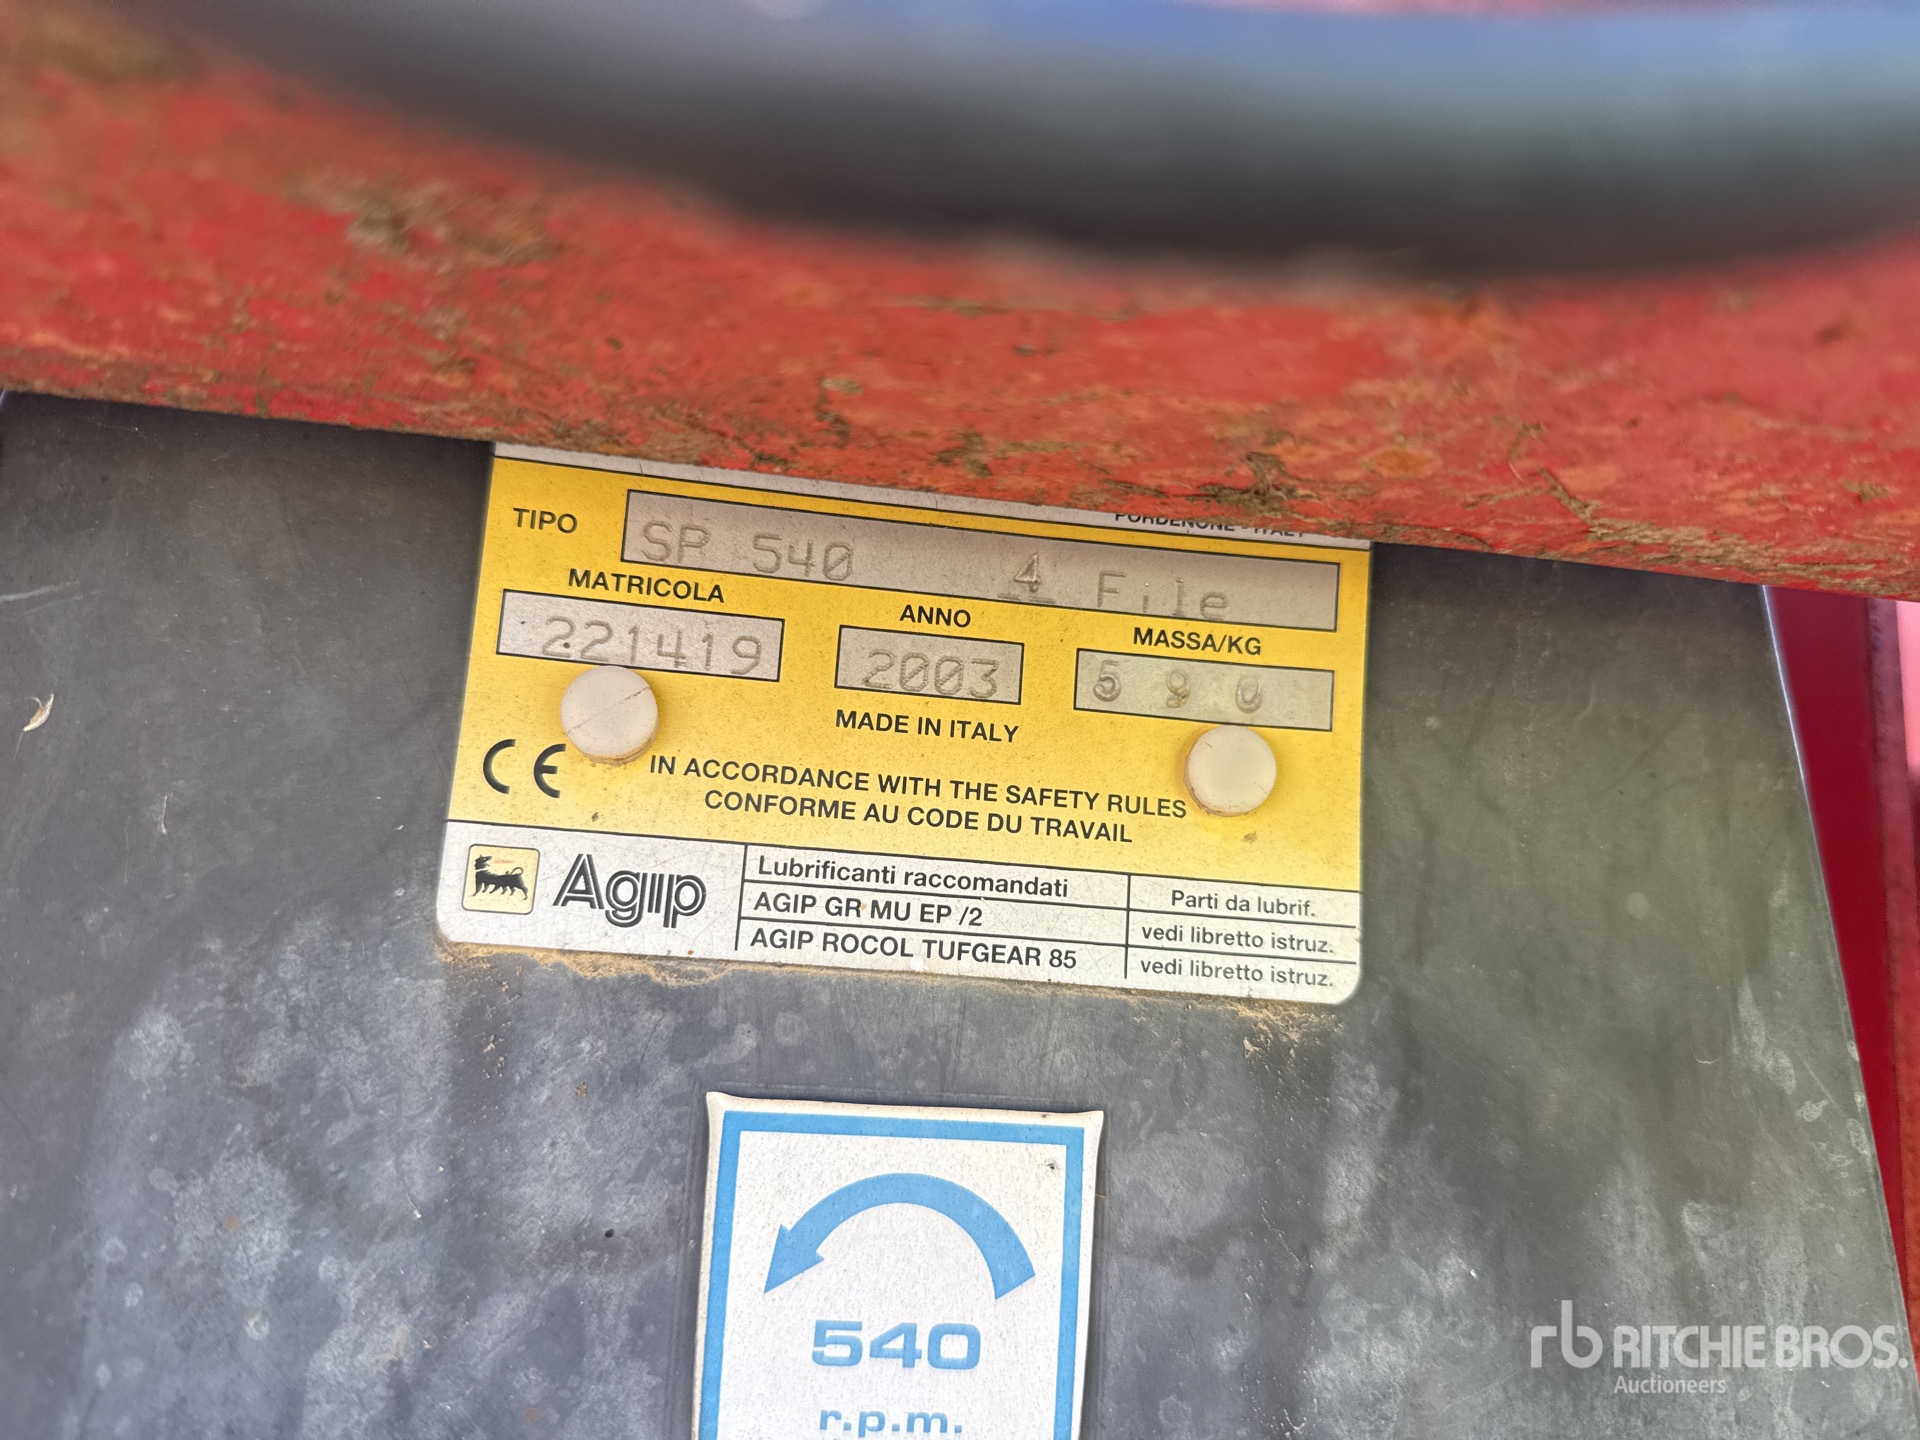 PORDENONE - ITALY
TIPO SP 540 4 File
MATRICOLA ANNO MASSA/KG
221419 2003 590
MADE IN ITALY
CE IN ACCORDANCE WITH THE SAFETY RULES
CONFORME AU CODE DU TRAVAIL
Agip
Lubrificanti raccomandati Parti da lubrif.
AGIP GR MU EP /2 vedi libretto istruz.
AGIP ROCOL TUFGEAR 85 vedi libretto istruz.
540
r.p.m.
rb RITCHIE BROS.
Auctioneers